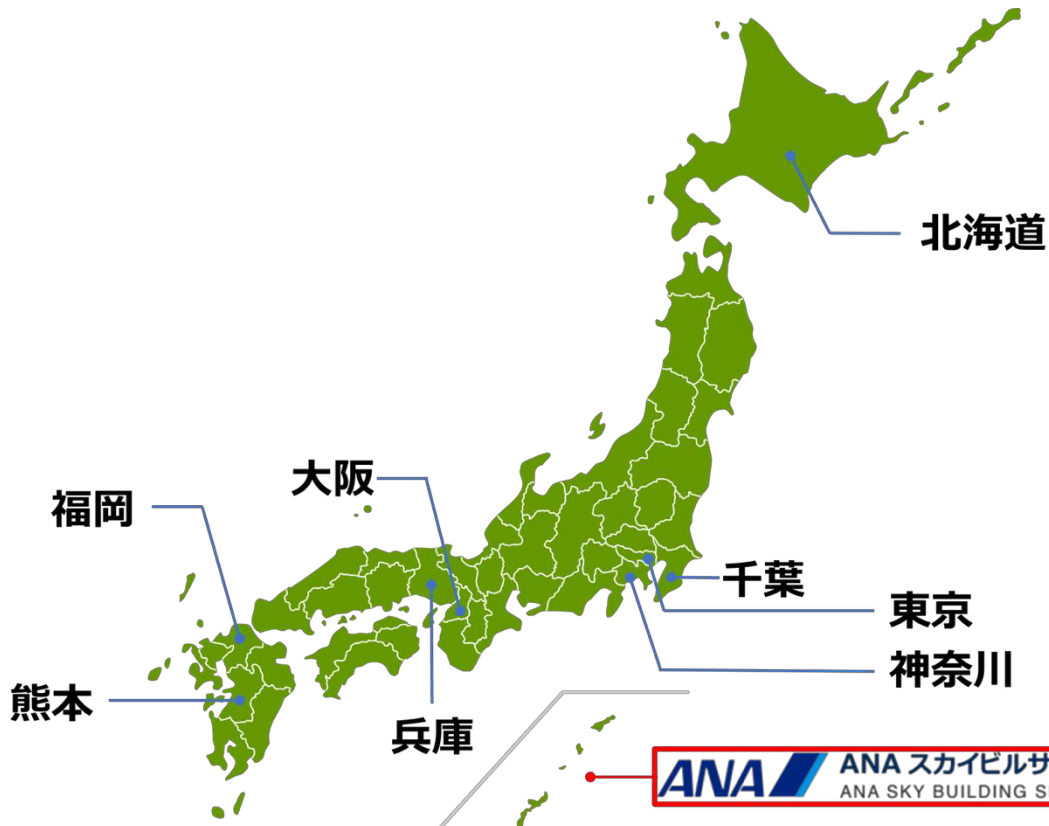 北海道
大阪
福岡
千葉
東京
神奈川
熊本
兵庫
ANA ANA スカイビルサ
ANA SKY BUILDING S